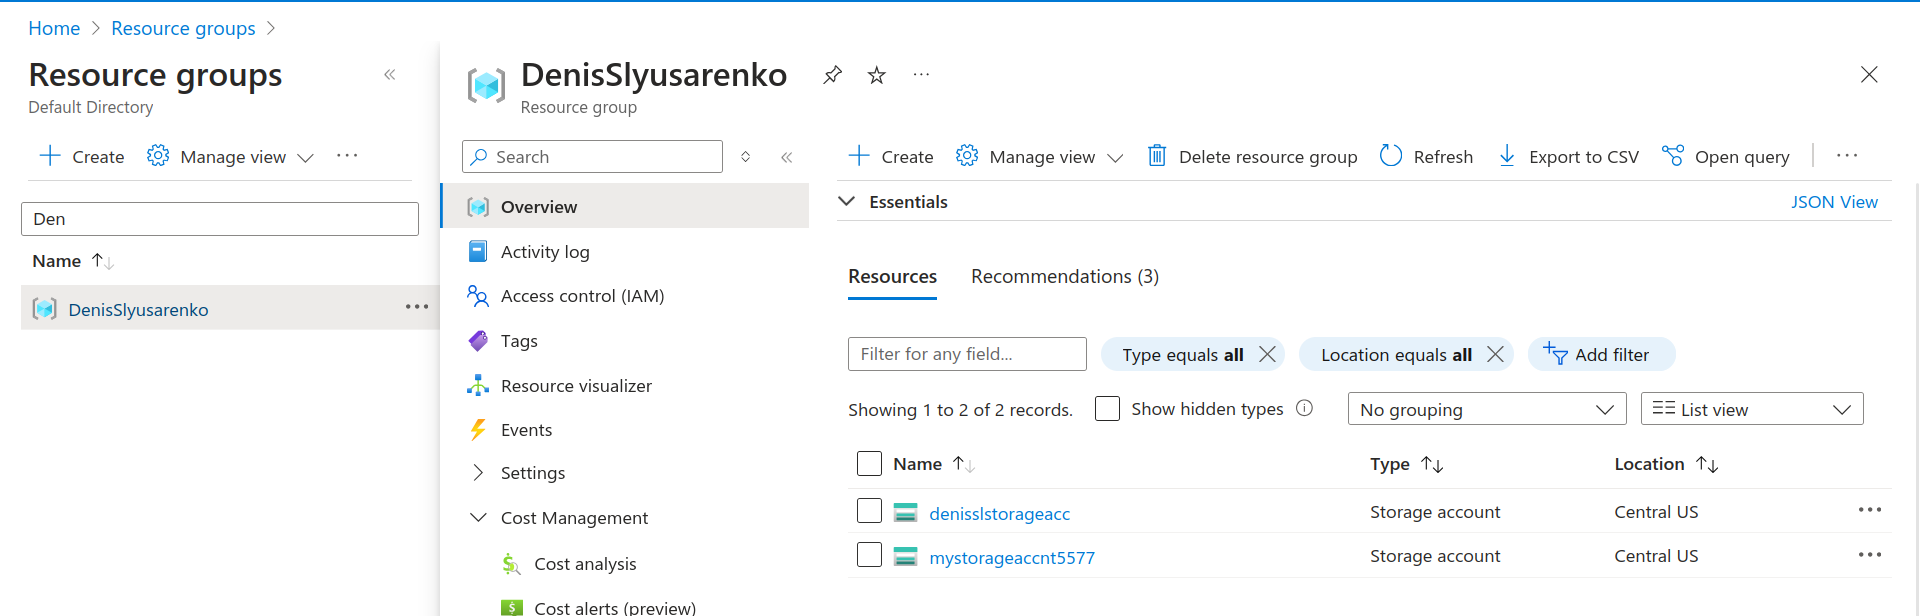 Home > Resource groups >
Resource groups
Default Directory
Create Manage view ...
Den
Name
DenisSlyusarenko ...
DenisSlyusarenko ...
Resource group
Search
Overview
Activity log
Access control (IAM)
Tags
Resource visualizer
Events
Settings
Cost Management
Cost analysis
Cost alerts (preview)
Create Manage view Delete resource group Refresh Export to CSV Open query ...
Essentials JSON View
Resources Recommendations (3)
Filter for any field... Type equals all Location equals all Add filter
Showing 1 to 2 of 2 records. Show hidden types No grouping List view
Name Type Location
denisslstorageacc Storage account Central US ...
mystorageaccnt5577 Storage account Central US ...